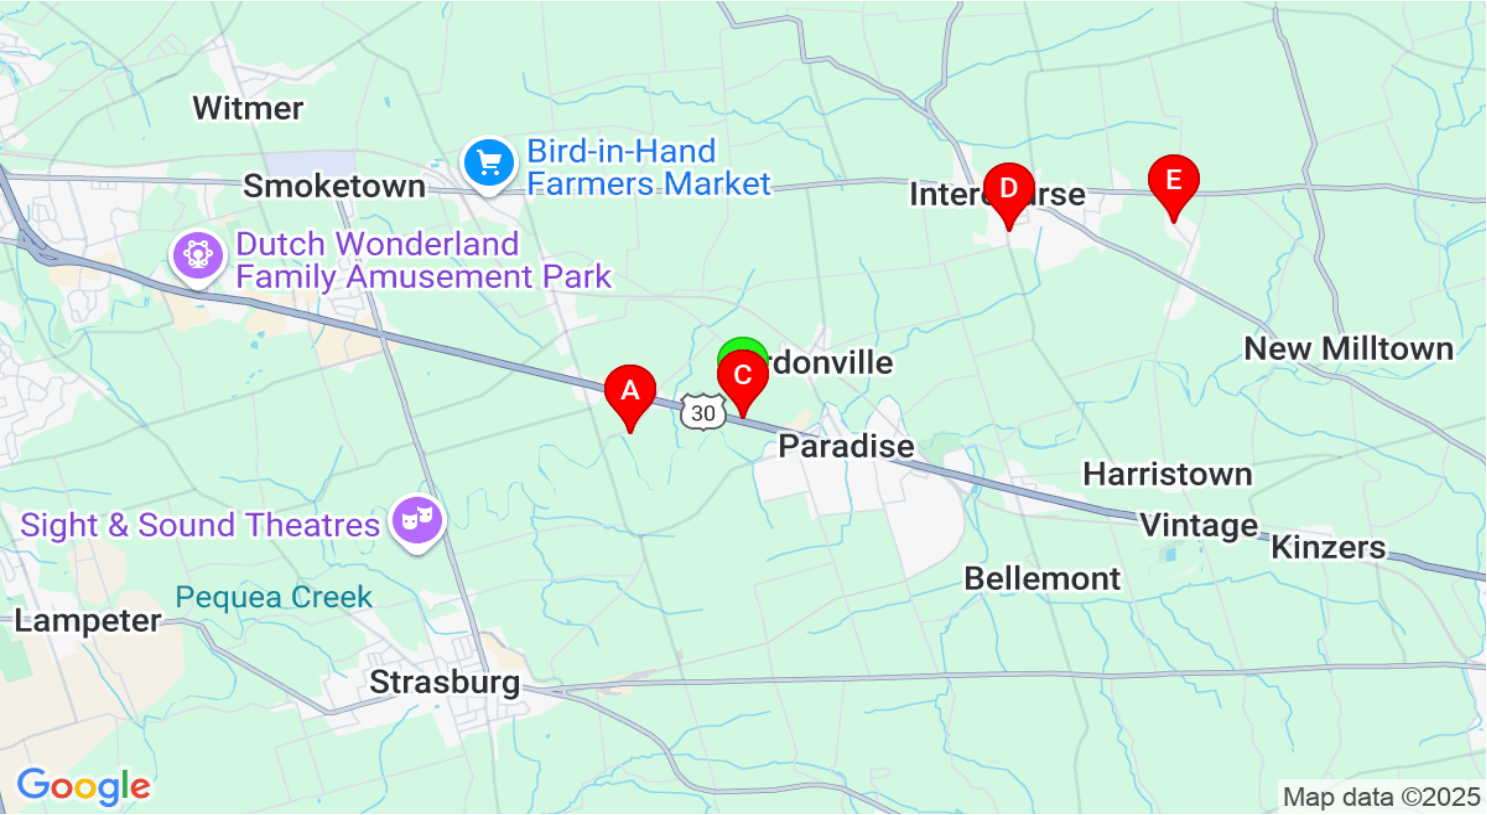 Witmer
Bird-in-Hand
Farmers Market
Smoketown
D
E
Dutch Wonderland
Family Amusement Park
rdonville
New Milltown
C
A
30
Paradise
Harristown
Sight & Sound Theatres
Vintage
Kinzers
Bellemont
Pequea Creek
Lampeter
Strasburg
Google
Map data ©2025